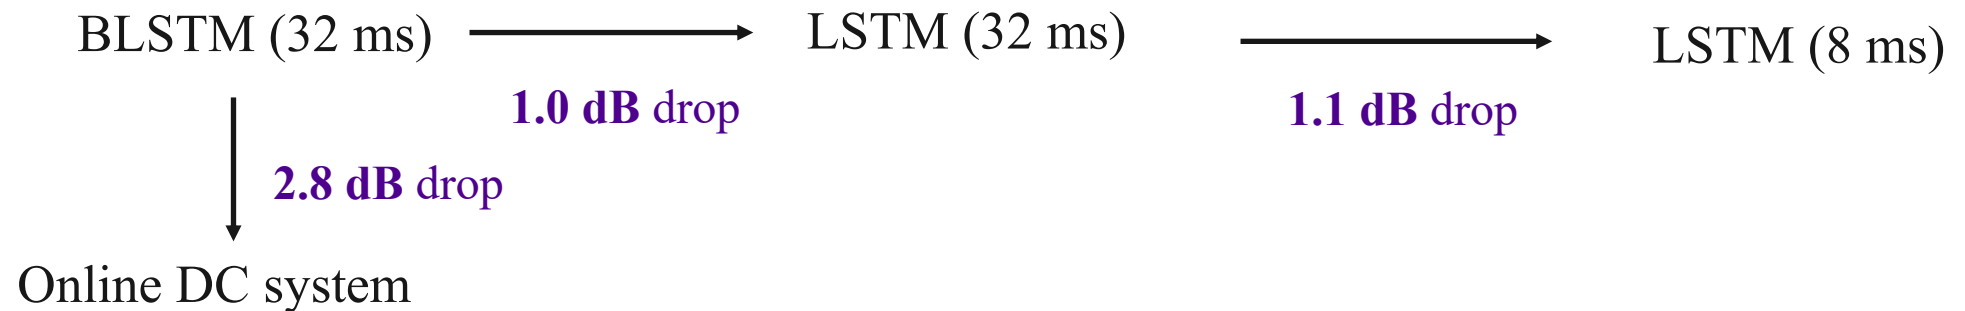 BLSTM (32 ms)
LSTM (32 ms)
LSTM (8 ms)
1.0 dB drop
1.1 dB drop
2.8 dB drop
Online DC system